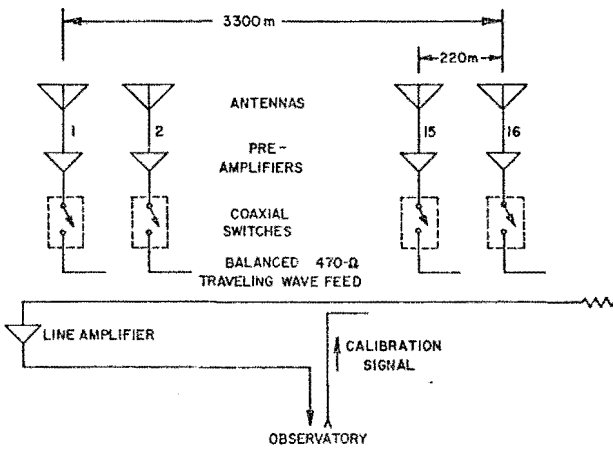 3300 m
220m
ANTENNAS
1 2 15 16
PRE-
AMPLIFIERS
COAXIAL
SWITCHES
BALANCED 470-Ω
TRAVELING WAVE FEED
LINE AMPLIFIER
CALIBRATION
SIGNAL
OBSERVATORY